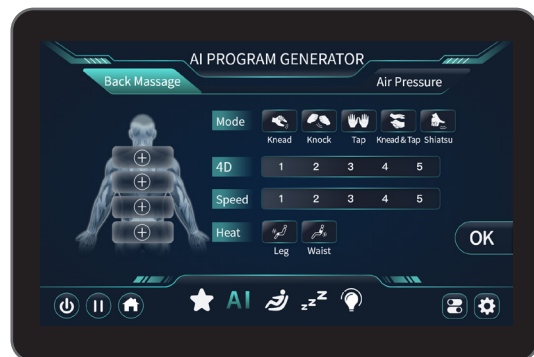 AI PROGRAM GENERATOR
Back Massage
Air Pressure
Mode
Knead Knock Tap Knead & Tap Shiatsu
4D 1 2 3 4 5
Speed 1 2 3 4 5
Heat
Leg Waist
OK
AI zzZ